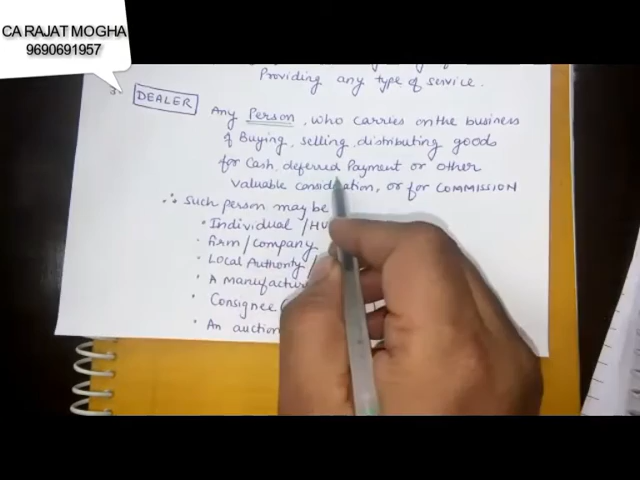 CA RAJAT MOGHA
9690691957
Providing any type of service.
DEALER
Any Person, who carries on the business
of Buying, selling, distributing goods
for Cash, deferred Payment or other
valuable consideration, or for COMMISSION
∴ Such person may be
• Individual / HU
• firm / company
• Local Authority /
• A manufactur
• Consignee (
• An auction